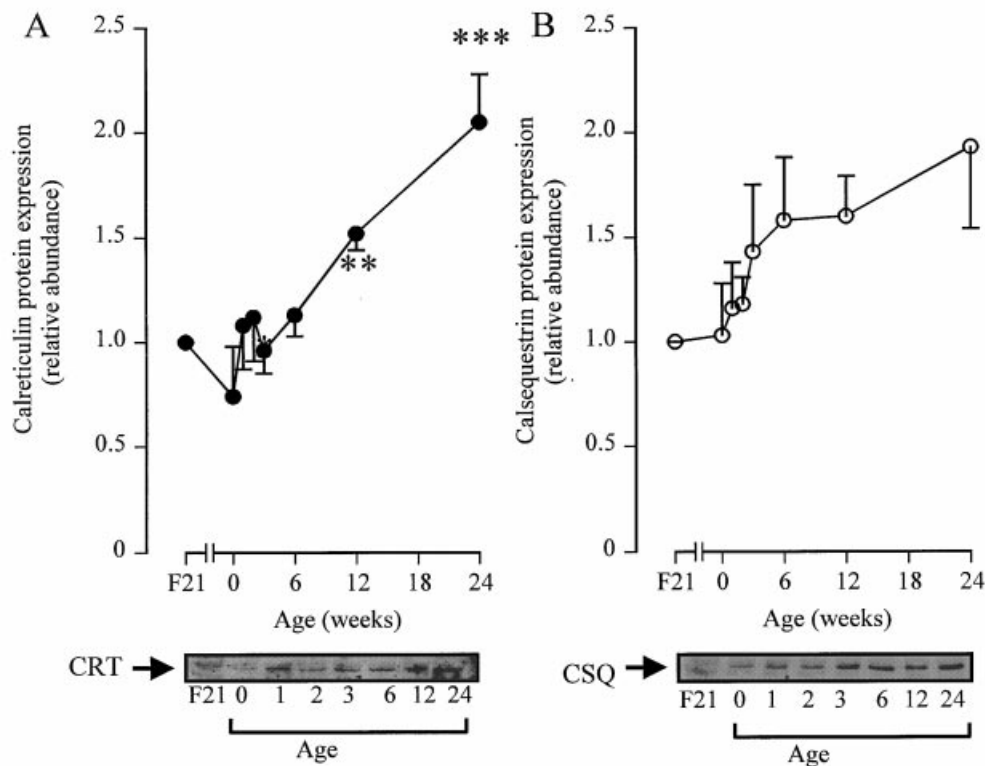 A
Calreticulin protein expression
(relative abundance)
2.5
2.0
1.5
1.0
0.5
0
***
**
*
F21 0 6 12 18 24
Age (weeks)
CRT
F21 0 1 2 3 6 12 24
Age
B
Calsequestrin protein expression
(relative abundance)
2.5
2.0
1.5
1.0
0.5
0
F21 0 6 12 18 24
Age (weeks)
CSQ
F21 0 1 2 3 6 12 24
Age